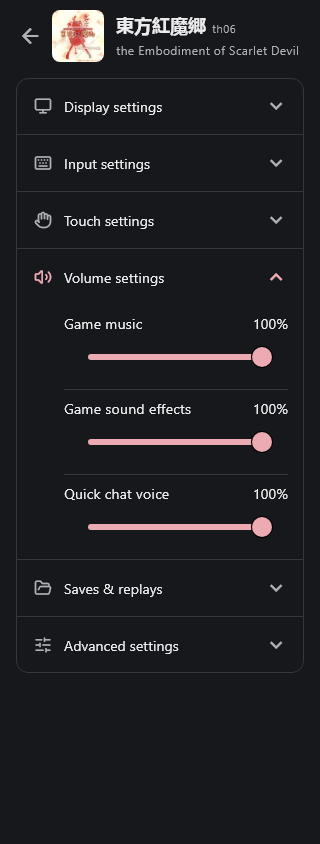 東方紅魔郷 th06
the Embodiment of Scarlet Devil
Display settings
Input settings
Touch settings
Volume settings
Game music 100%
Game sound effects 100%
Quick chat voice 100%
Saves & replays
Advanced settings